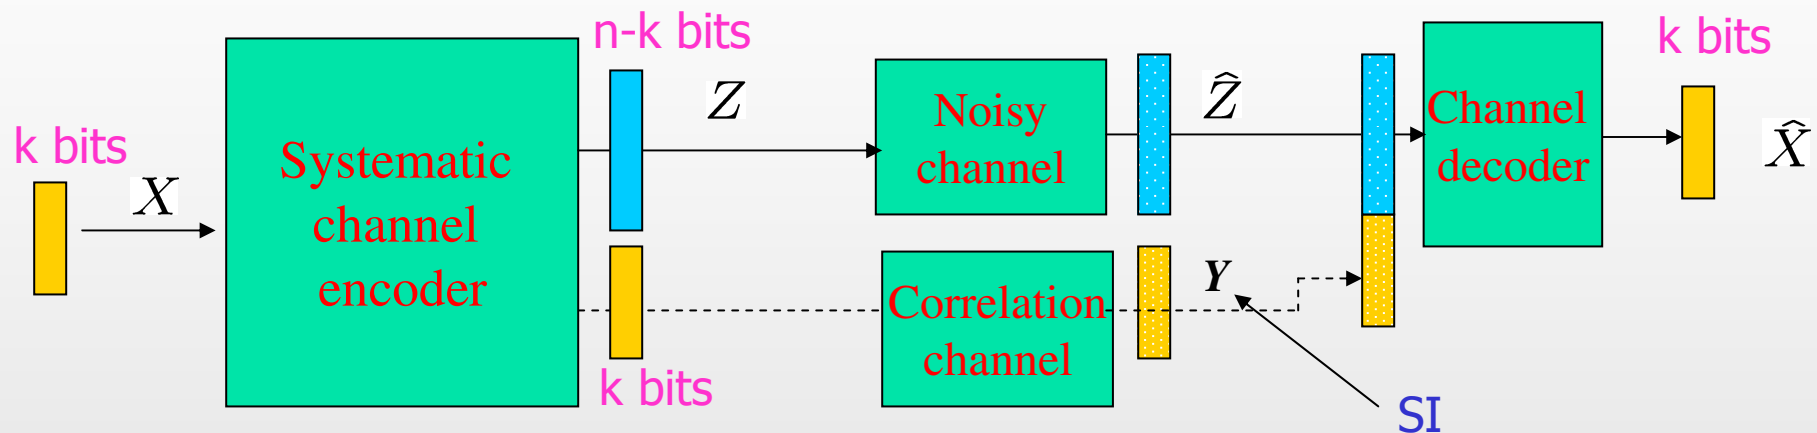 k bits
X
Systematic
channel
encoder
n-k bits
Z
k bits
Noisy
channel
Correlation
channel
Ẑ
Y
SI
Channel
decoder
k bits
X̂